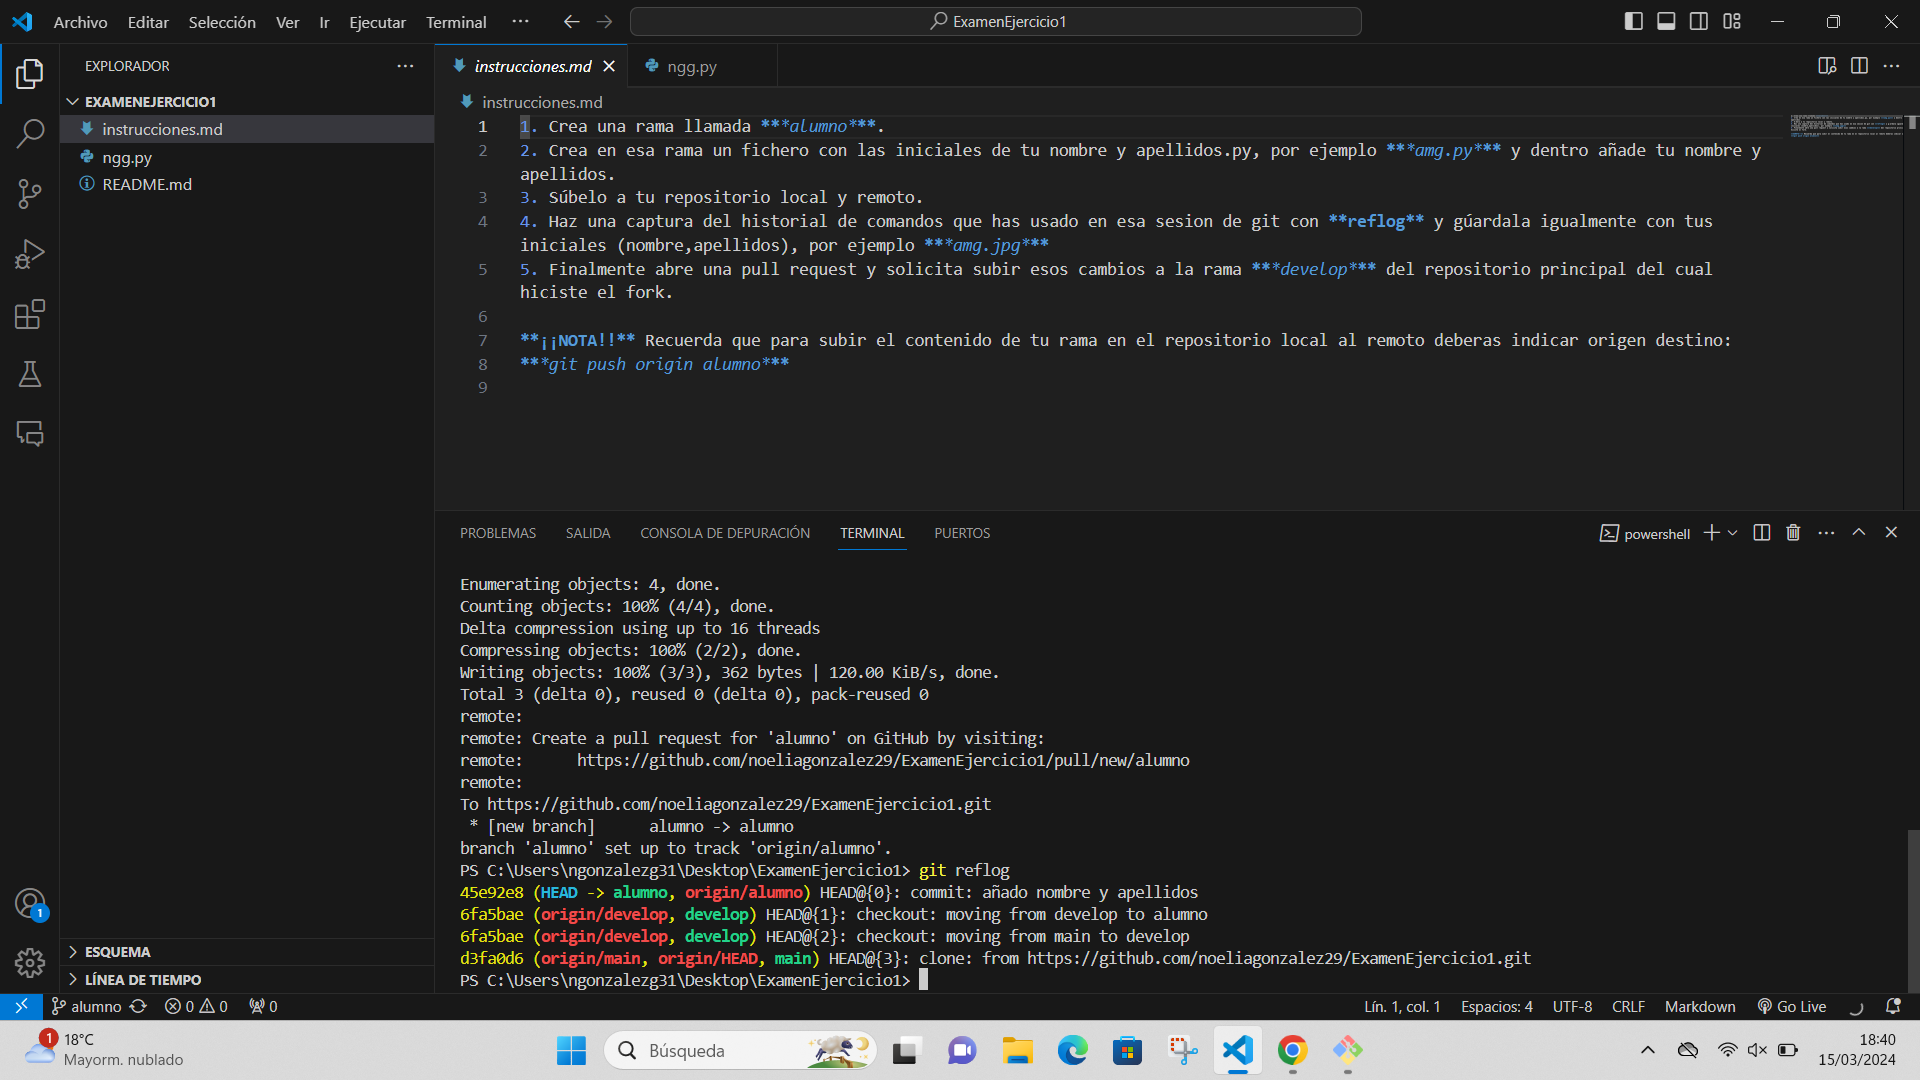 Archivo Editar Selección Ver Ir Ejecutar Terminal ··· ExamenEjercicio1
EXPLORADOR
EXAMENEJERCICIO1
instrucciones.md
ngg.py
README.md
ESQUEMA
LÍNEA DE TIEMPO
instrucciones.md ngg.py
instrucciones.md
1 1. Crea una rama llamada ***alumno***.
2 2. Crea en esa rama un fichero con las iniciales de tu nombre y apellidos.py, por ejemplo ***amg.py*** y dentro añade tu nombre y
apellidos.
3 3. Súbelo a tu repositorio local y remoto.
4 4. Haz una captura del historial de comandos que has usado en esa sesion de git con **reflog** y gúardala igualmente con tus
iniciales (nombre,apellidos), por ejemplo ***amg.jpg***
5 5. Finalmente abre una pull request y solicita subir esos cambios a la rama ***develop*** del repositorio principal del cual
hiciste el fork.
6
7 **¡¡NOTA!!** Recuerda que para subir el contenido de tu rama en el repositorio local al remoto deberas indicar origen destino:
8 ***git push origin alumno***
9
PROBLEMAS SALIDA CONSOLA DE DEPURACIÓN TERMINAL PUERTOS powershell
Enumerating objects: 4, done.
Counting objects: 100% (4/4), done.
Delta compression using up to 16 threads
Compressing objects: 100% (2/2), done.
Writing objects: 100% (3/3), 362 bytes | 120.00 KiB/s, done.
Total 3 (delta 0), reused 0 (delta 0), pack-reused 0
remote:
remote: Create a pull request for 'alumno' on GitHub by visiting:
remote:      https://github.com/noeliagonzalez29/ExamenEjercicio1/pull/new/alumno
remote:
To https://github.com/noeliagonzalez29/ExamenEjercicio1.git
 * [new branch]      alumno -> alumno
branch 'alumno' set up to track 'origin/alumno'.
PS C:\Users\ngonzalezg31\Desktop\ExamenEjercicio1> git reflog
45e92e8 (HEAD -> alumno, origin/alumno) HEAD@{0}: commit: añado nombre y apellidos
6fa5bae (origin/develop, develop) HEAD@{1}: checkout: moving from develop to alumno
6fa5bae (origin/develop, develop) HEAD@{2}: checkout: moving from main to develop
d3fa0d6 (origin/main, origin/HEAD, main) HEAD@{3}: clone: from https://github.com/noeliagonzalez29/ExamenEjercicio1.git
PS C:\Users\ngonzalezg31\Desktop\ExamenEjercicio1>
1
alumno 0 0 0 Lín. 1, col. 1 Espacios: 4 UTF-8 CRLF Markdown Go Live
1 18°C
Mayorm. nublado
Búsqueda
18:40
15/03/2024